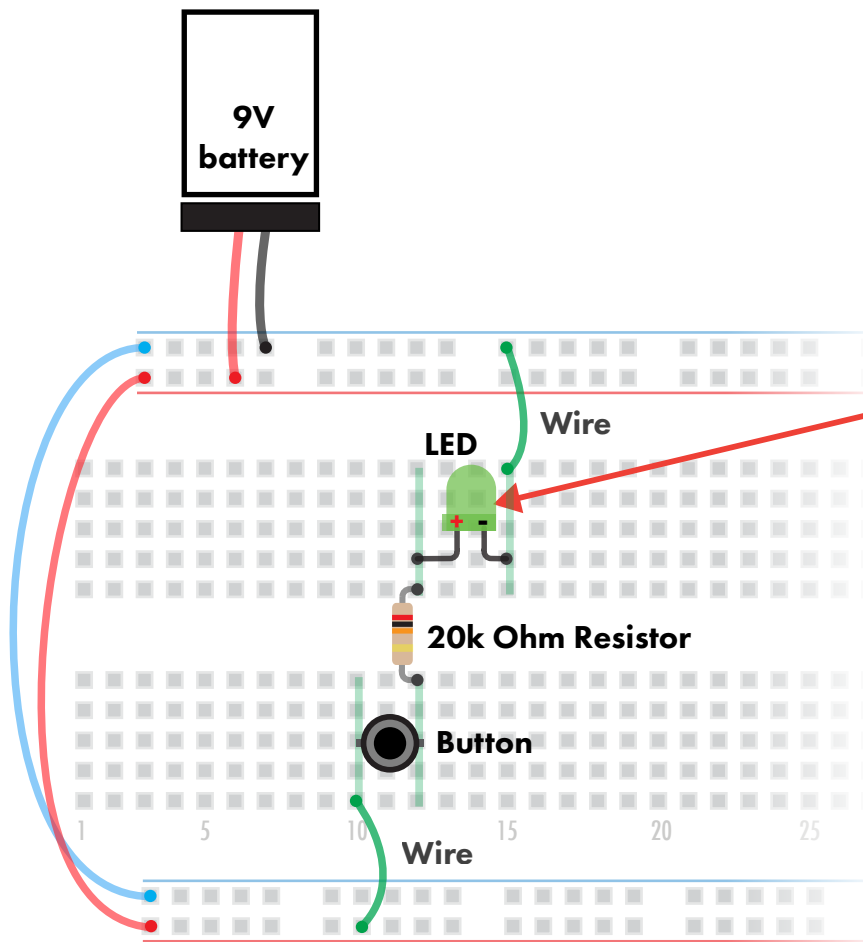 9V
battery
Wire
LED
+ -
20k Ohm Resistor
Button
1 5 10 15 20 25
Wire